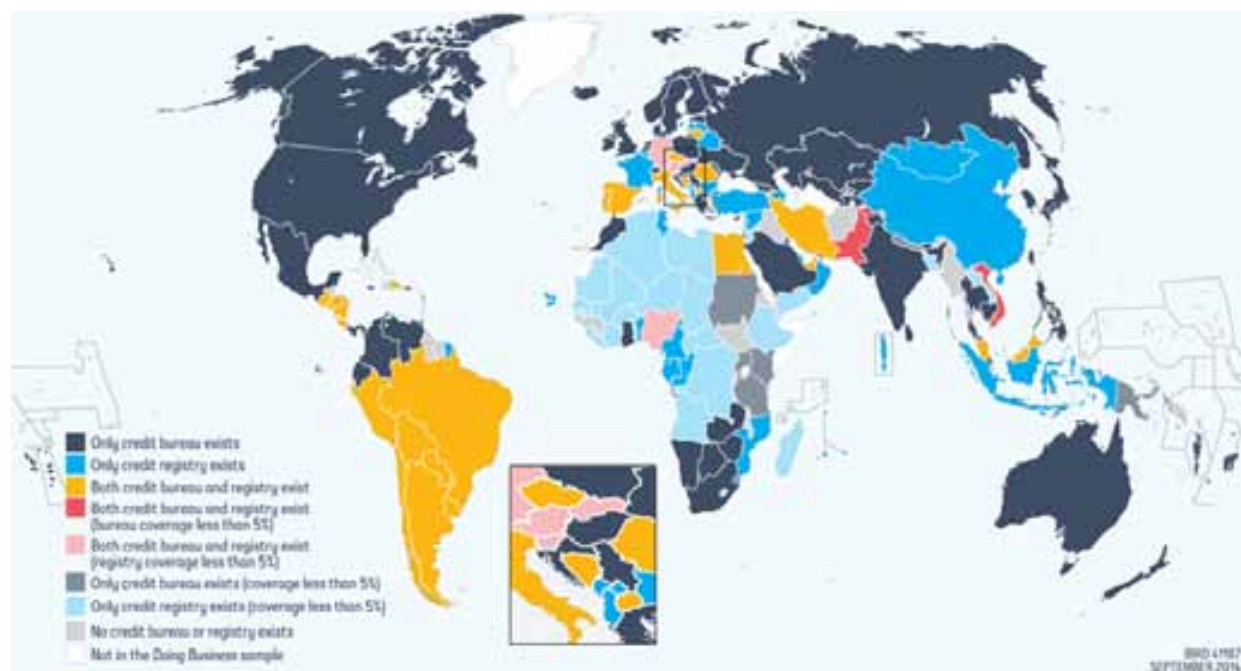 Only credit bureau exists
Only credit registry exists
Both credit bureau and registry exist
Both credit bureau and registry exist
(bureau coverage less than 5%)
Both credit bureau and registry exist
(registry coverage less than 5%)
Only credit bureau exists (coverage less than 5%)
Only credit registry exists (coverage less than 5%)
No credit bureau or registry exists
Not in the Doing Business sample
IBRD 41187
SEPTEMBER 2014